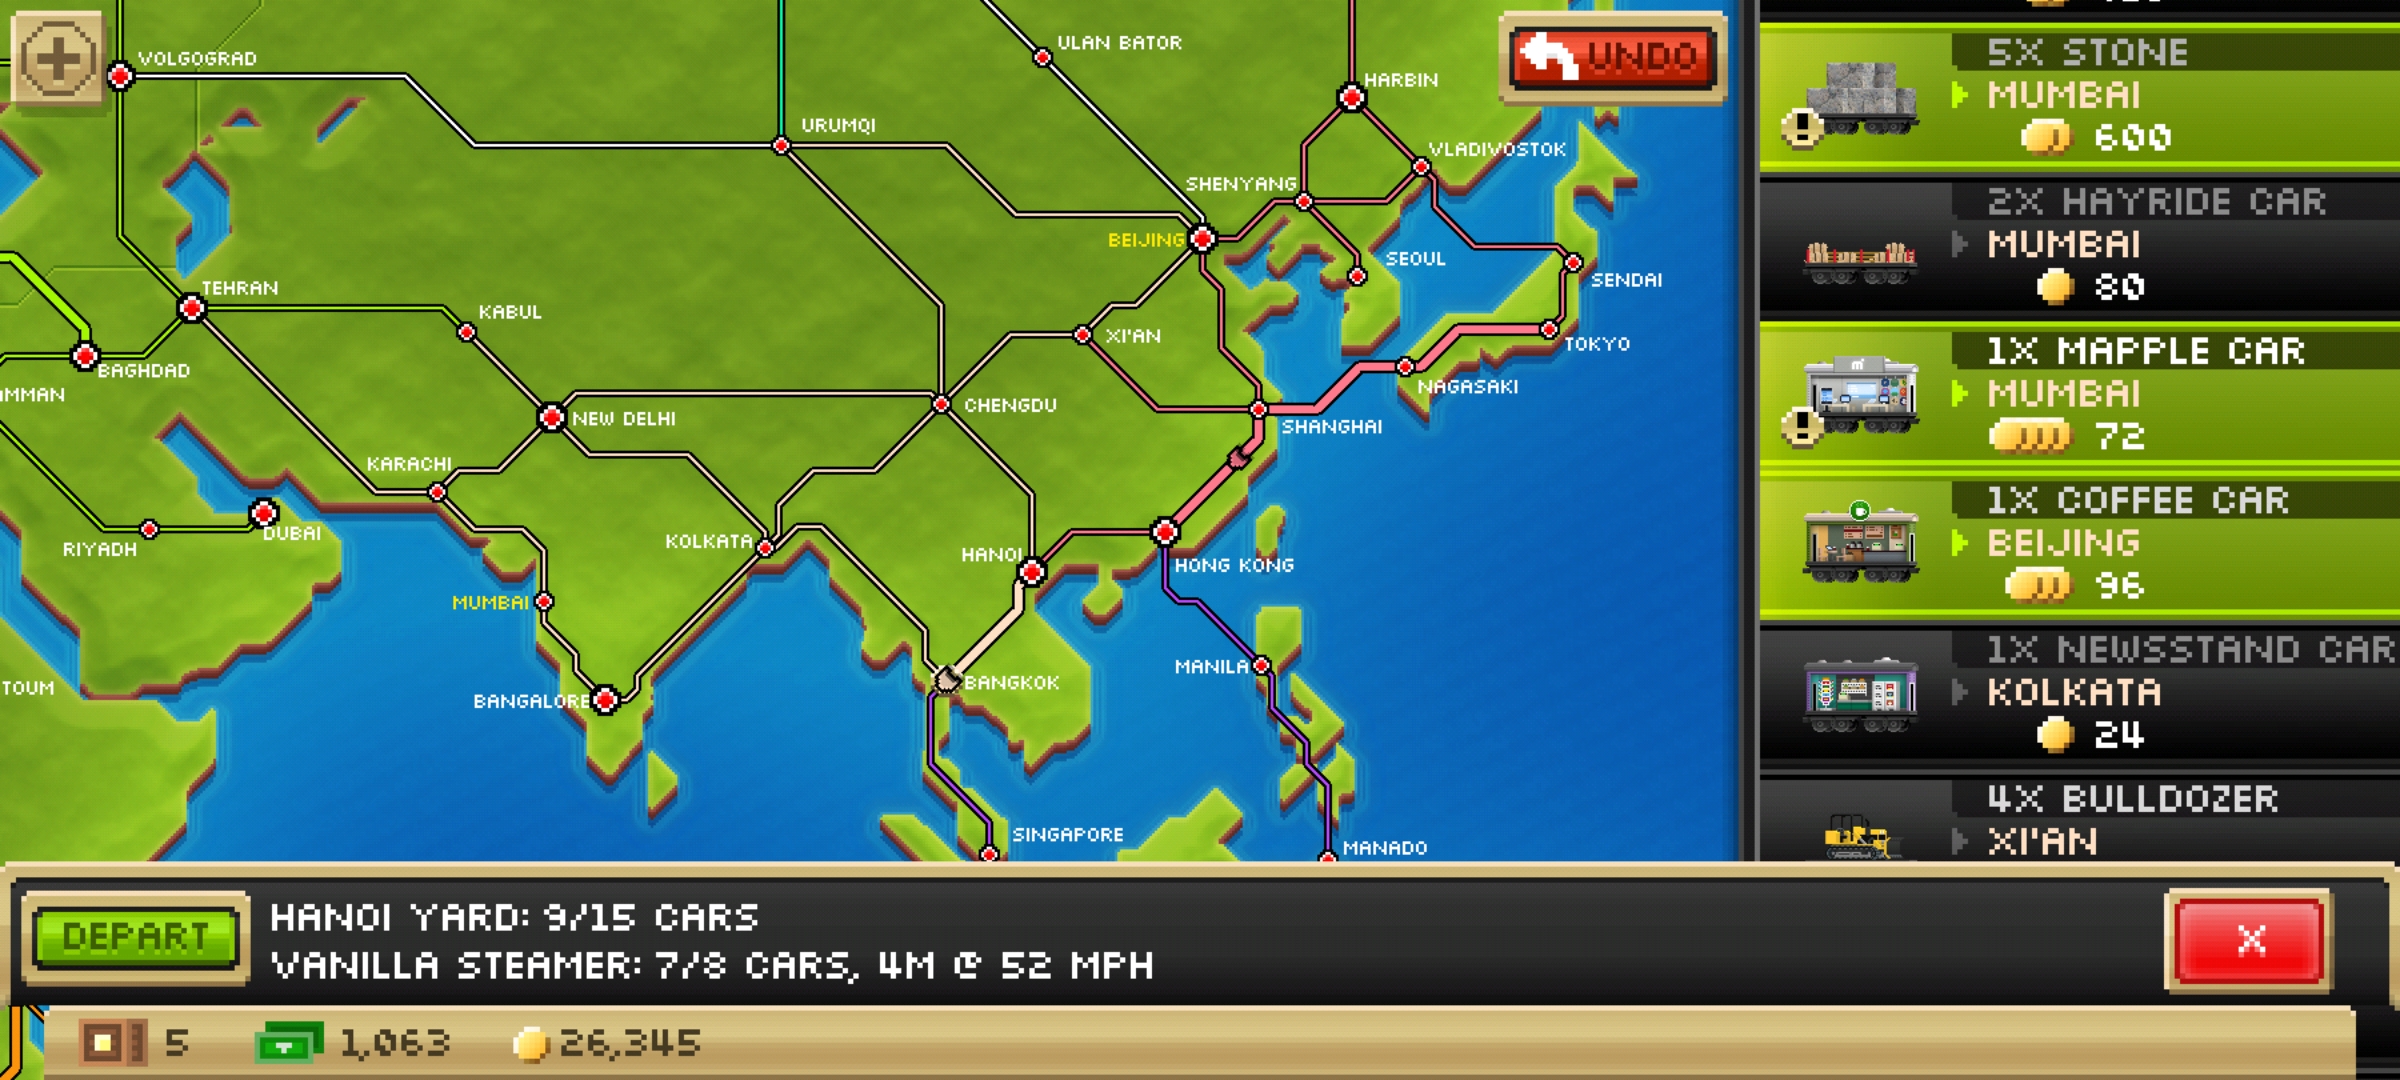 VOLGOGRAD
ULAN BATOR
UNDO
HARBIN
URUMQI
VLADIVOSTOK
SHENYANG
BEIJING
SEOUL
SENDAI
TEHRAN
KABUL
XI'AN
TOKYO
BAGHDAD
NAGASAKI
AMMAN
NEW DELHI
CHENGDU
SHANGHAI
KARACHI
RIYADH
DUBAI
KOLKATA
HANOI
HONG KONG
MUMBAI
MANILA
BANGKOK
TOUM
BANGALORE
SINGAPORE
MANADO
5X STONE
MUMBAI
600
2X HAYRIDE CAR
MUMBAI
80
1X MAPPLE CAR
MUMBAI
72
1X COFFEE CAR
BEIJING
96
1X NEWSSTAND CAR
KOLKATA
24
4X BULLDOZER
XI'AN
DEPART
HANOI YARD: 9/15 CARS
VANILLA STEAMER: 7/8 CARS, 4M @ 52 MPH
X
5
1,063
26,345